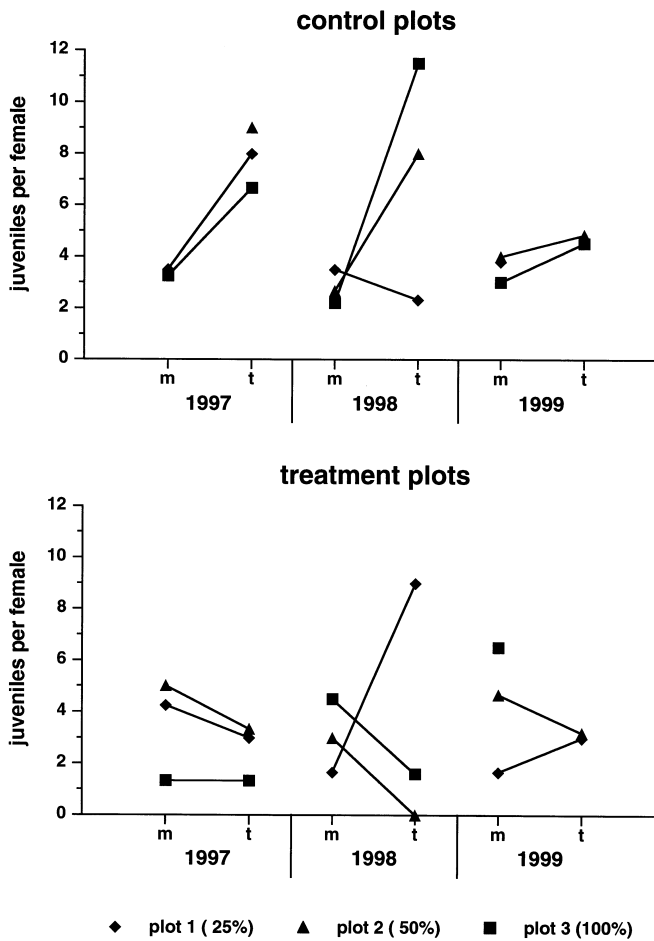 control plots
juveniles per female
12
10
8
6
4
2
0
m t m t m t
1997 1998 1999
treatment plots
juveniles per female
12
10
8
6
4
2
0
m t m t m t
1997 1998 1999
plot 1 ( 25%) plot 2 ( 50%) plot 3 (100%)